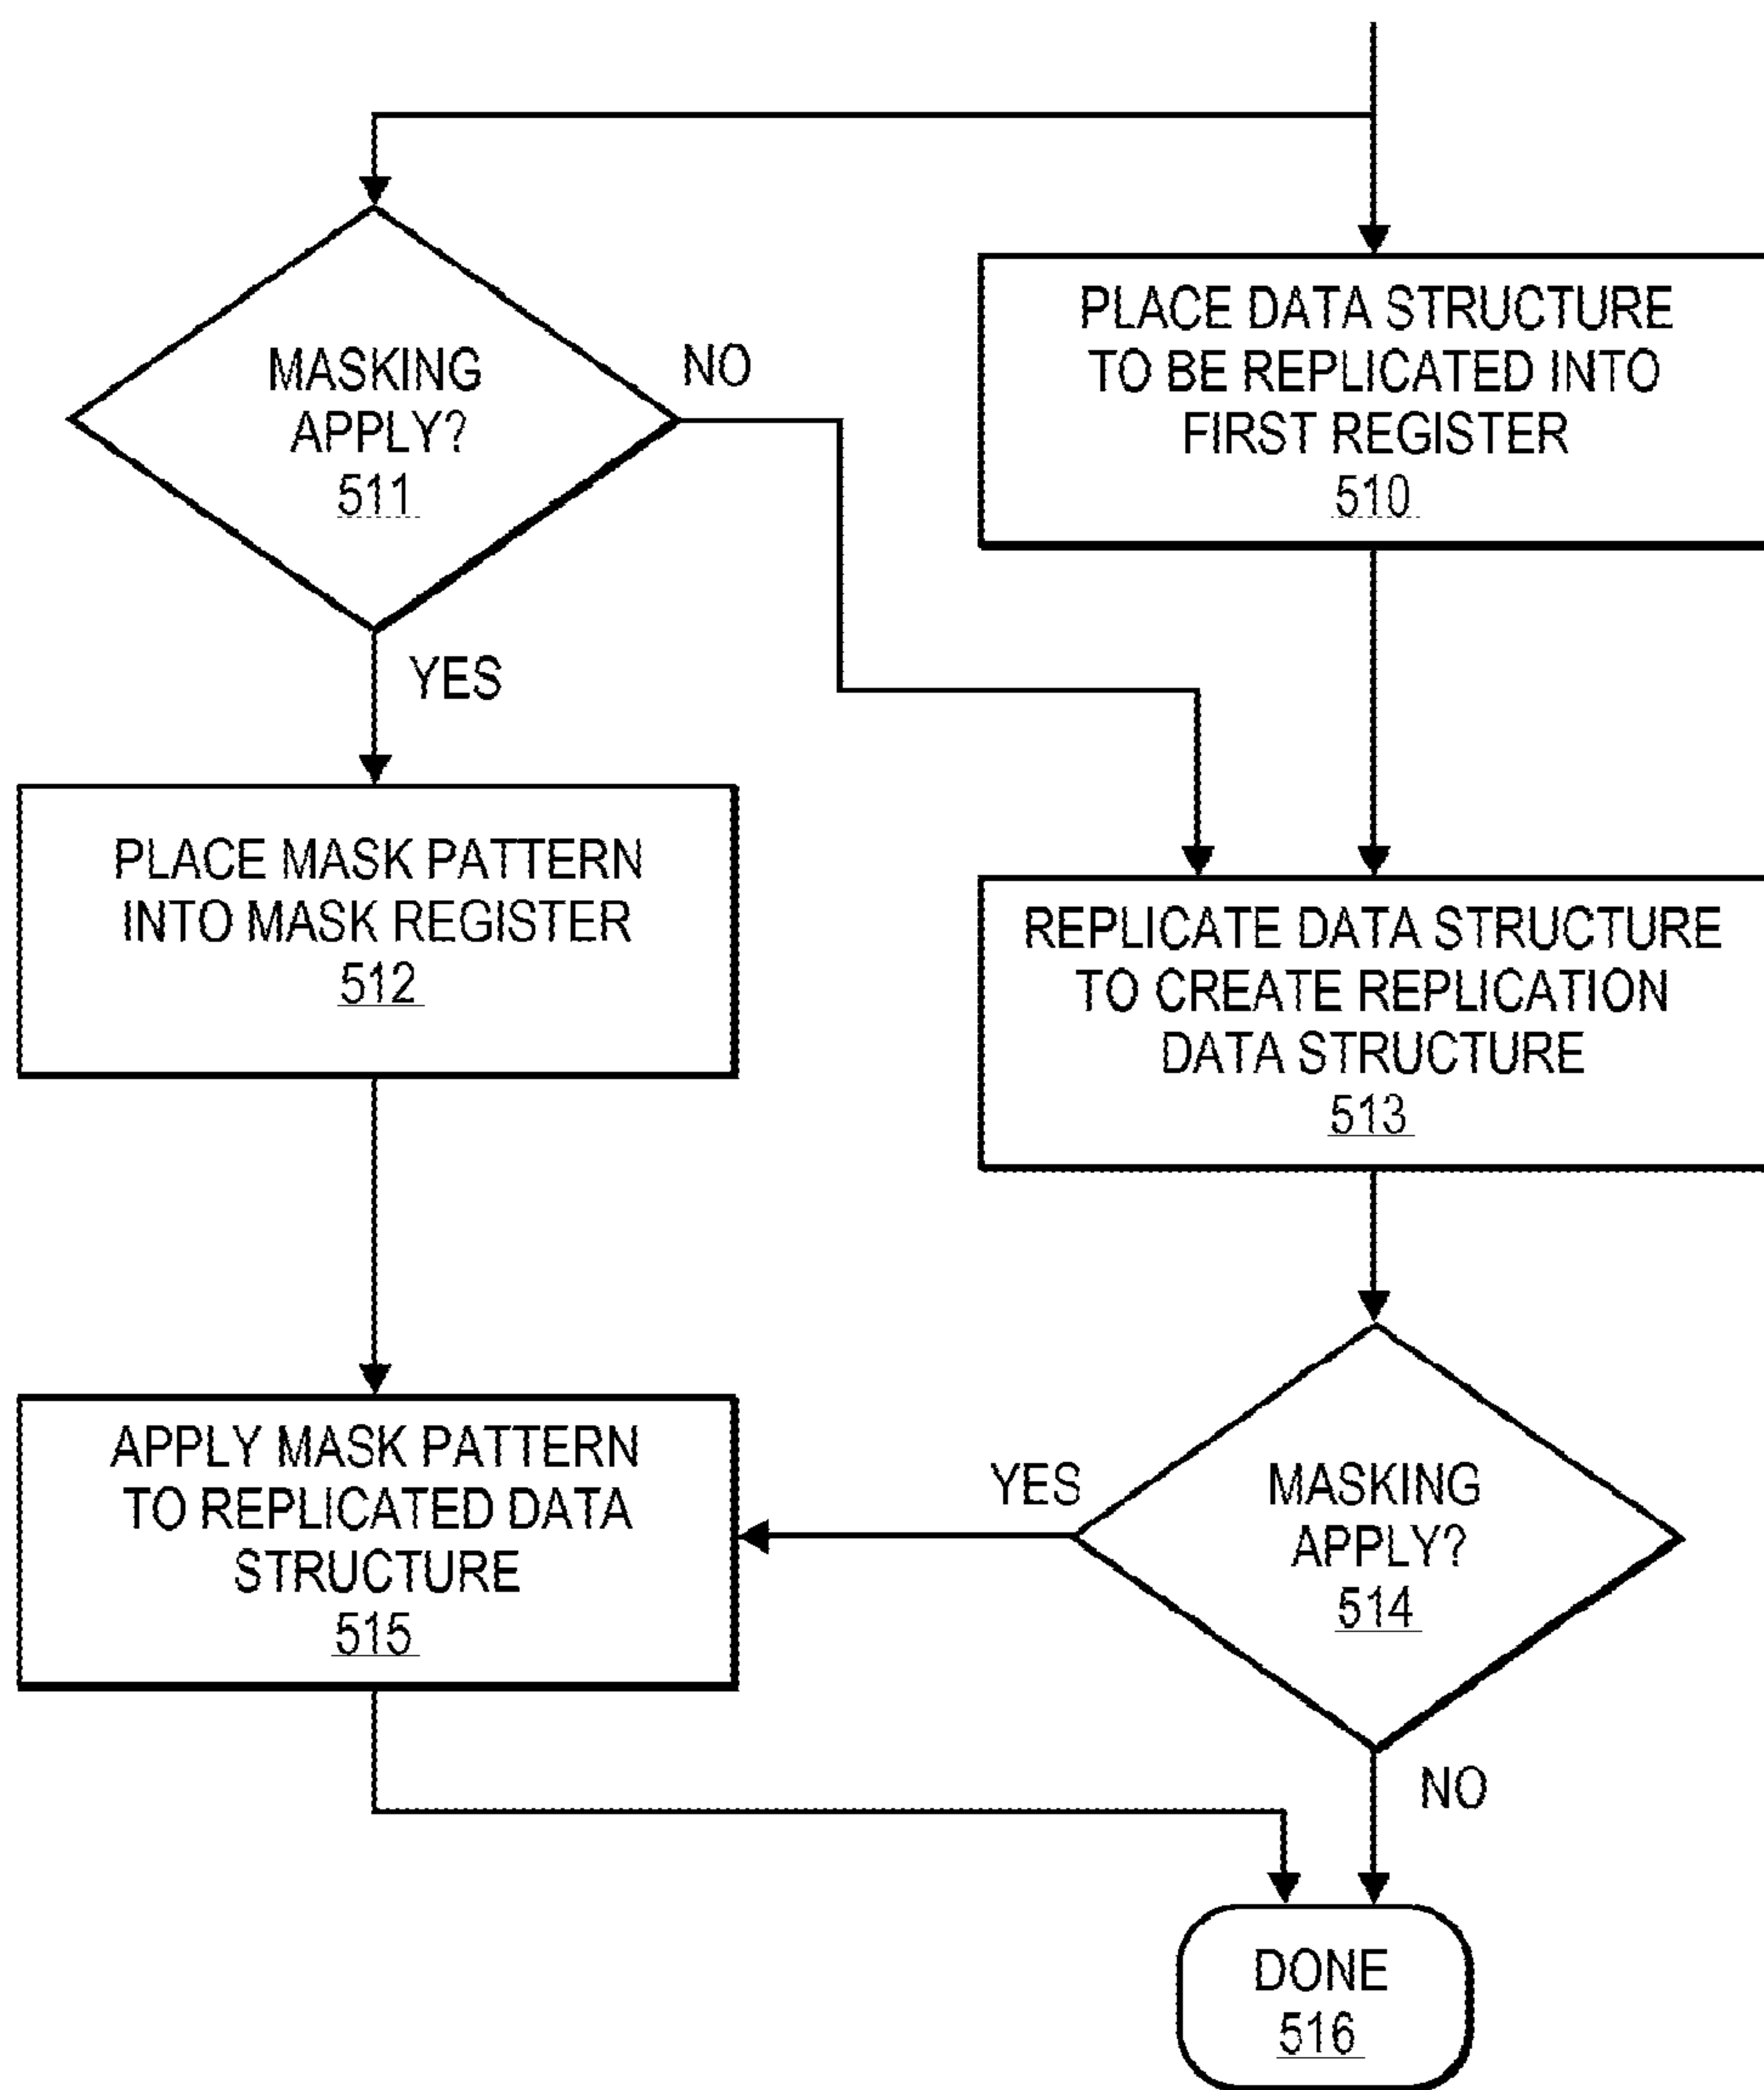 MASKING
APPLY?
511
NO
YES
PLACE DATA STRUCTURE
TO BE REPLICATED INTO
FIRST REGISTER
510
PLACE MASK PATTERN
INTO MASK REGISTER
512
REPLICATE DATA STRUCTURE
TO CREATE REPLICATION
DATA STRUCTURE
513
APPLY MASK PATTERN
TO REPLICATED DATA
STRUCTURE
515
YES
MASKING
APPLY?
514
NO
DONE
516